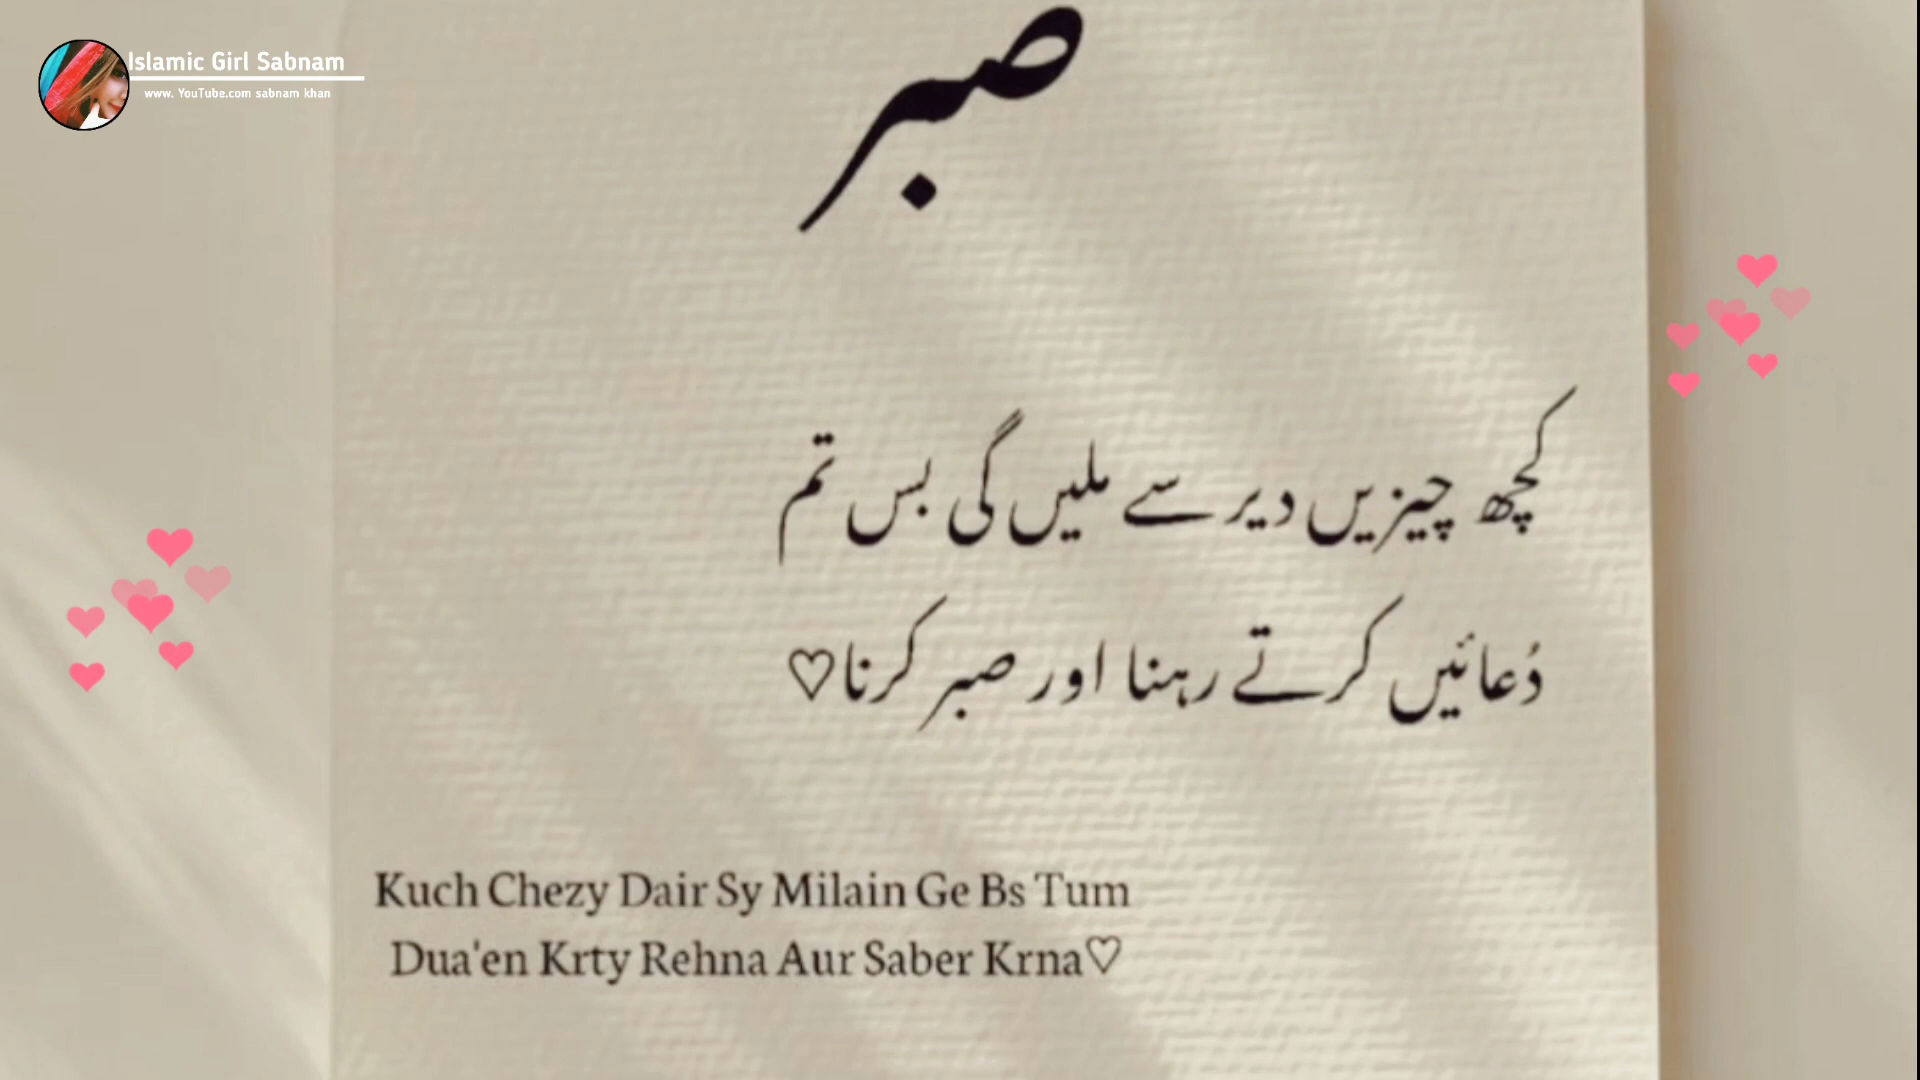 Islamic Girl Sabnam
www. YouTube.com sabnam khan
صبر
کچھ چیزیں دیر سے ملیں گی بس تم
دُعائیں کرتے رہنا اور صبر کرنا♡
Kuch Chezy Dair Sy Milain Ge Bs Tum
Dua'en Krty Rehna Aur Saber Krna♡